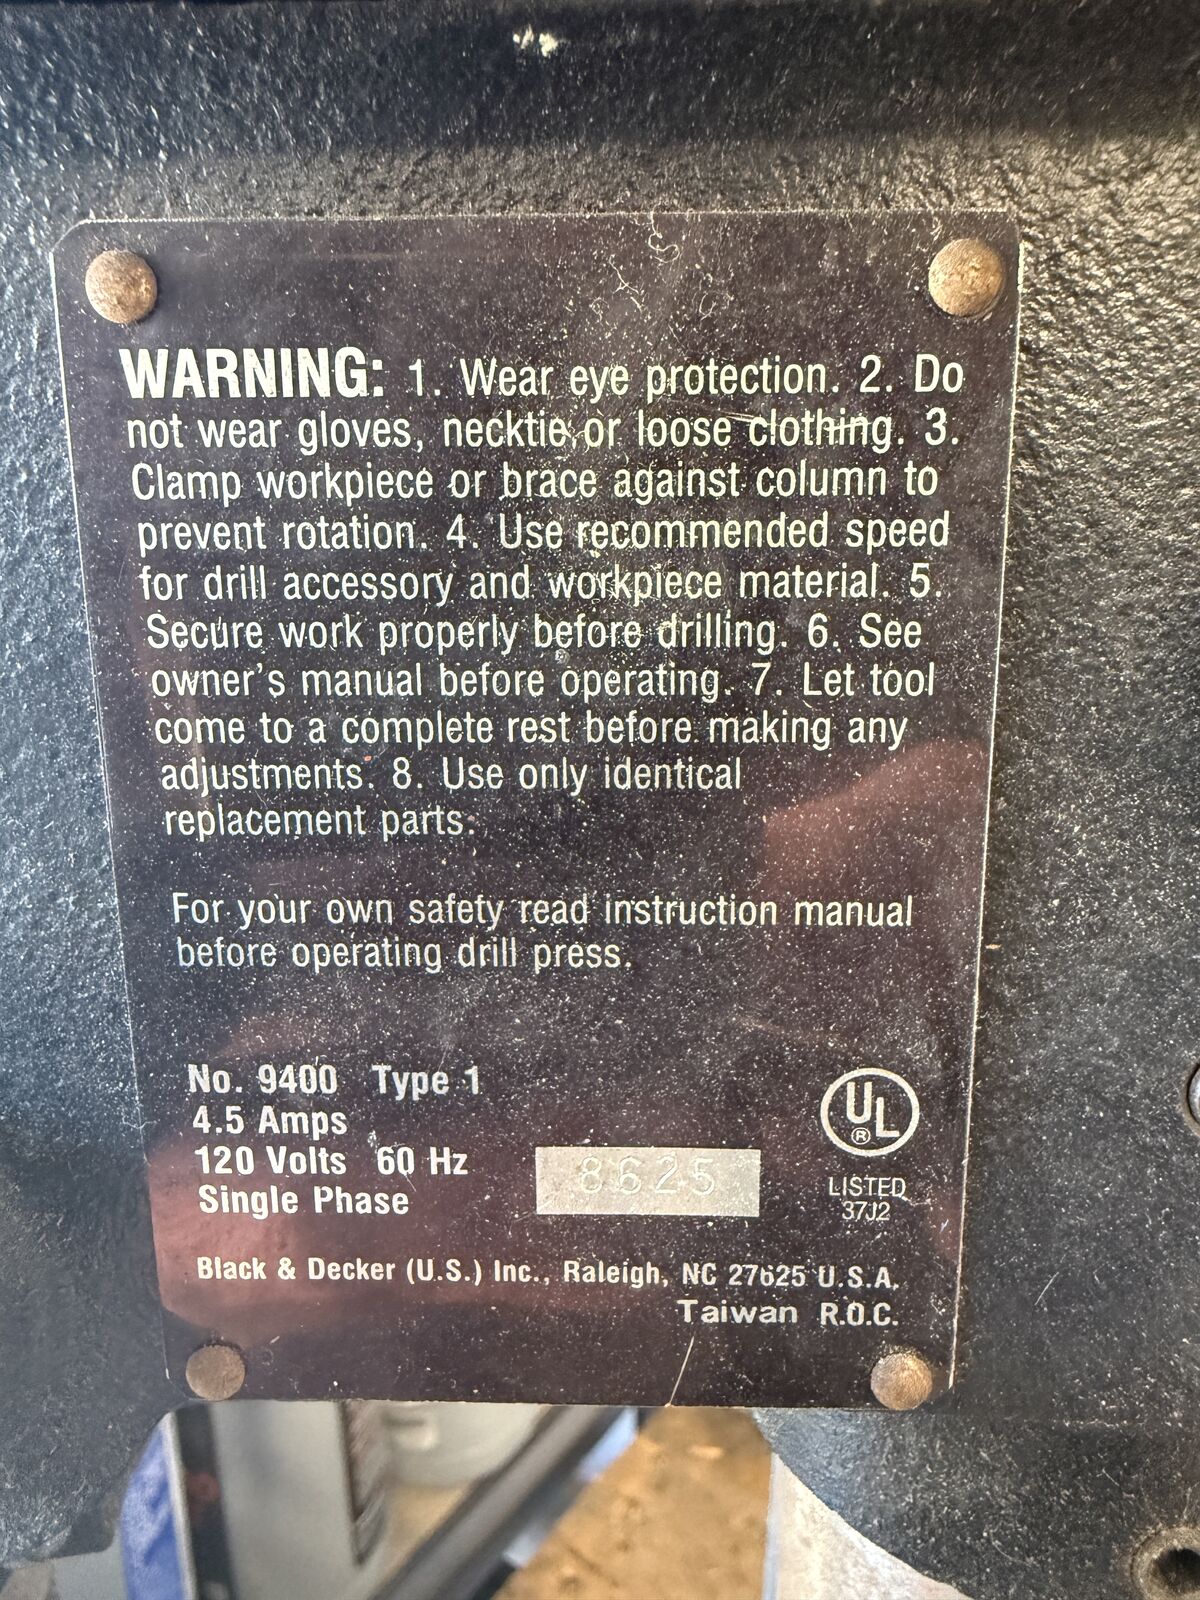 WARNING: 1. Wear eye protection. 2. Do
not wear gloves, necktie or loose clothing. 3.
Clamp workpiece or brace against column to
prevent rotation. 4. Use recommended speed
for drill accessory and workpiece material. 5.
Secure work properly before drilling. 6. See
owner's manual before operating. 7. Let tool
come to a complete rest before making any
adjustments. 8. Use only identical
replacement parts.
For your own safety read instruction manual
before operating drill press.
No. 9400 Type 1
4.5 Amps
120 Volts 60 Hz
Single Phase
8625
UL ®
LISTED
37J2
Black & Decker (U.S.) Inc., Raleigh, NC 27625 U.S.A.
Taiwan R.O.C.